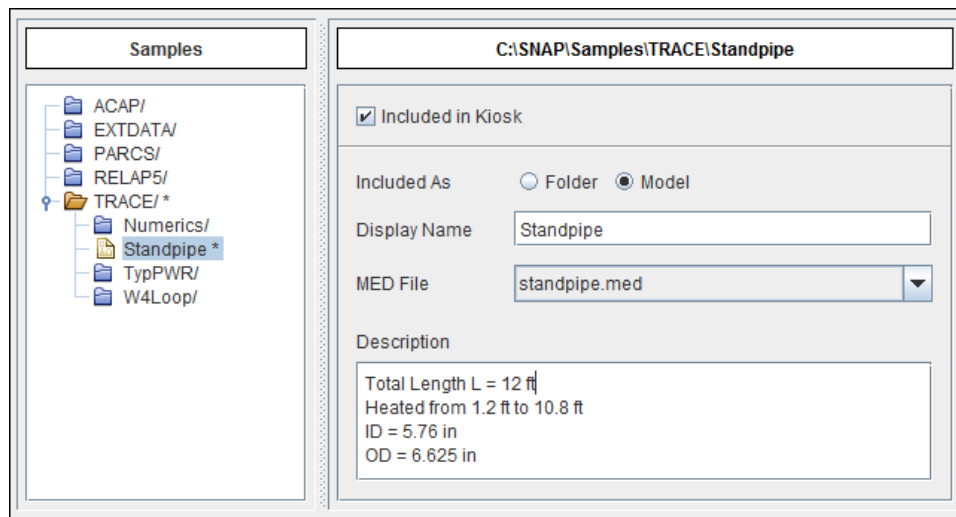 Samples
ACAP/
EXTDATA/
PARCS/
RELAP5/
TRACE/ *
Numerics/
Standpipe *
TypPWR/
W4Loop/
C:\SNAP\Samples\TRACE\Standpipe
Included in Kiosk
Included As Folder Model
Display Name Standpipe
MED File standpipe.med
Description
Total Length L = 12 ft
Heated from 1.2 ft to 10.8 ft
ID = 5.76 in
OD = 6.625 in